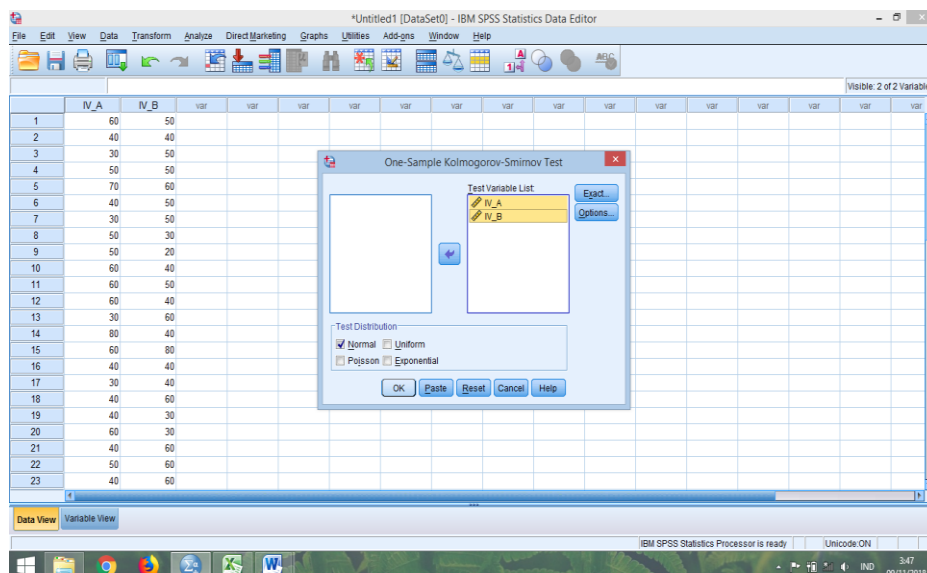 *Untitled1 [DataSet0] - IBM SPSS Statistics Data Editor
File Edit View Data Transform Analyze Direct Marketing Graphs Utilities Add-ons Window Help
Visible: 2 of 2 Variable
IV_A IV_B var var var var var var var var var var var var var
1 60 50
2 40 40
3 30 50
4 50 50
5 70 60
6 40 50
7 30 50
8 50 30
9 50 20
10 60 40
11 60 50
12 60 40
13 30 60
14 80 40
15 60 80
16 40 40
17 30 40
18 40 60
19 40 30
20 60 30
21 40 60
22 50 60
23 40 60
One-Sample Kolmogorov-Smirnov Test
Test Variable List:
IV_A
IV_B
Exact...
Options...
Test Distribution
Normal Uniform
Poisson Exponential
OK Paste Reset Cancel Help
Data View Variable View
IBM SPSS Statistics Processor is ready Unicode:ON
IND 3:47
09/11/2018